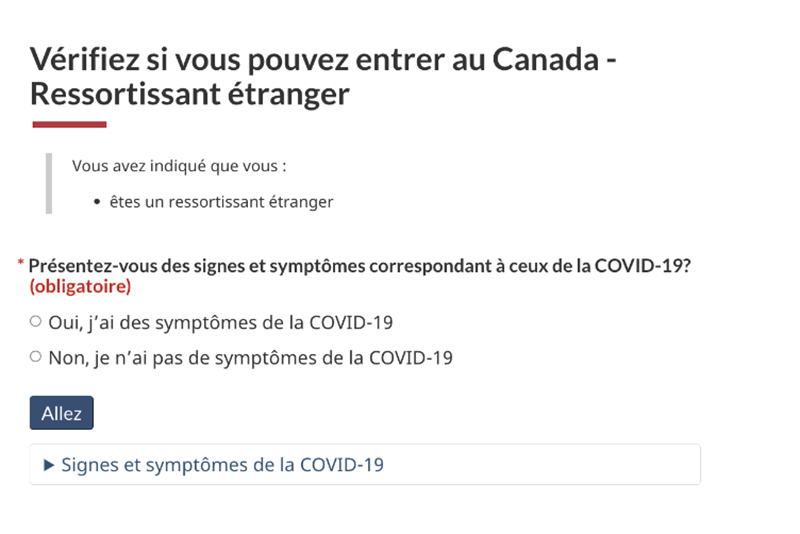 Vérifiez si vous pouvez entrer au Canada -
Ressortissant étranger
Vous avez indiqué que vous :
• êtes un ressortissant étranger
* Présentez-vous des signes et symptômes correspondant à ceux de la COVID-19?
(obligatoire)
Oui, j’ai des symptômes de la COVID-19
Non, je n’ai pas de symptômes de la COVID-19
Allez
Signes et symptômes de la COVID-19